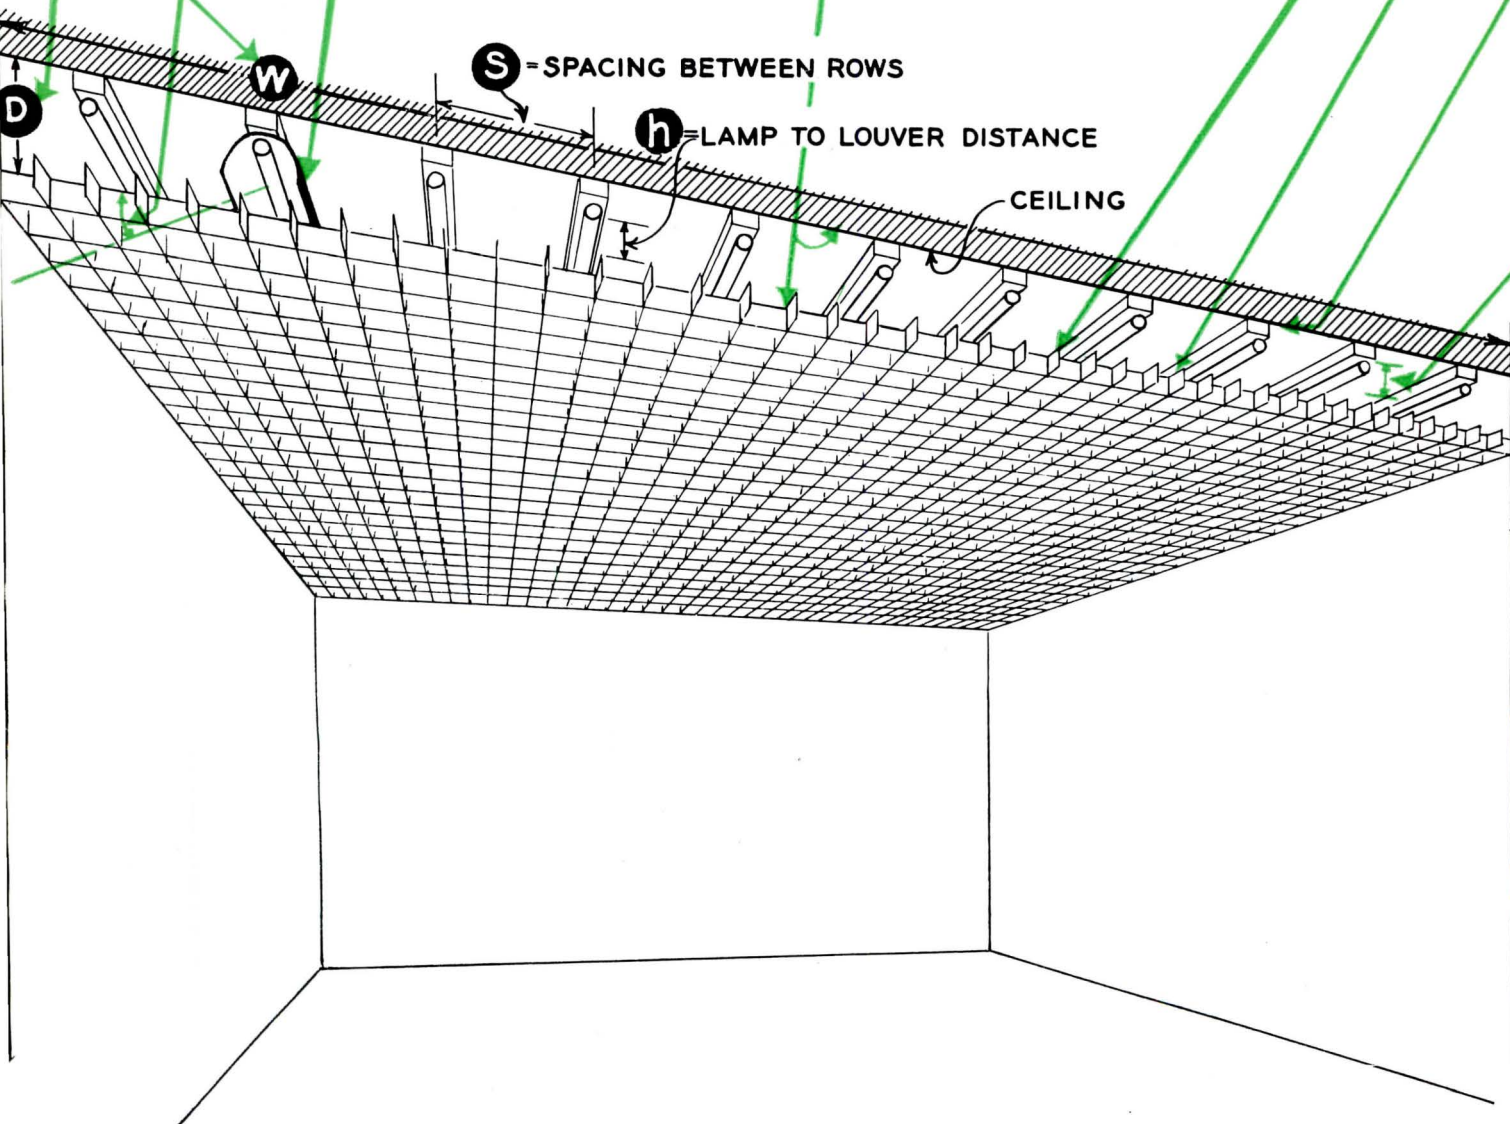 W
S = SPACING BETWEEN ROWS
D
h = LAMP TO LOUVER DISTANCE
CEILING